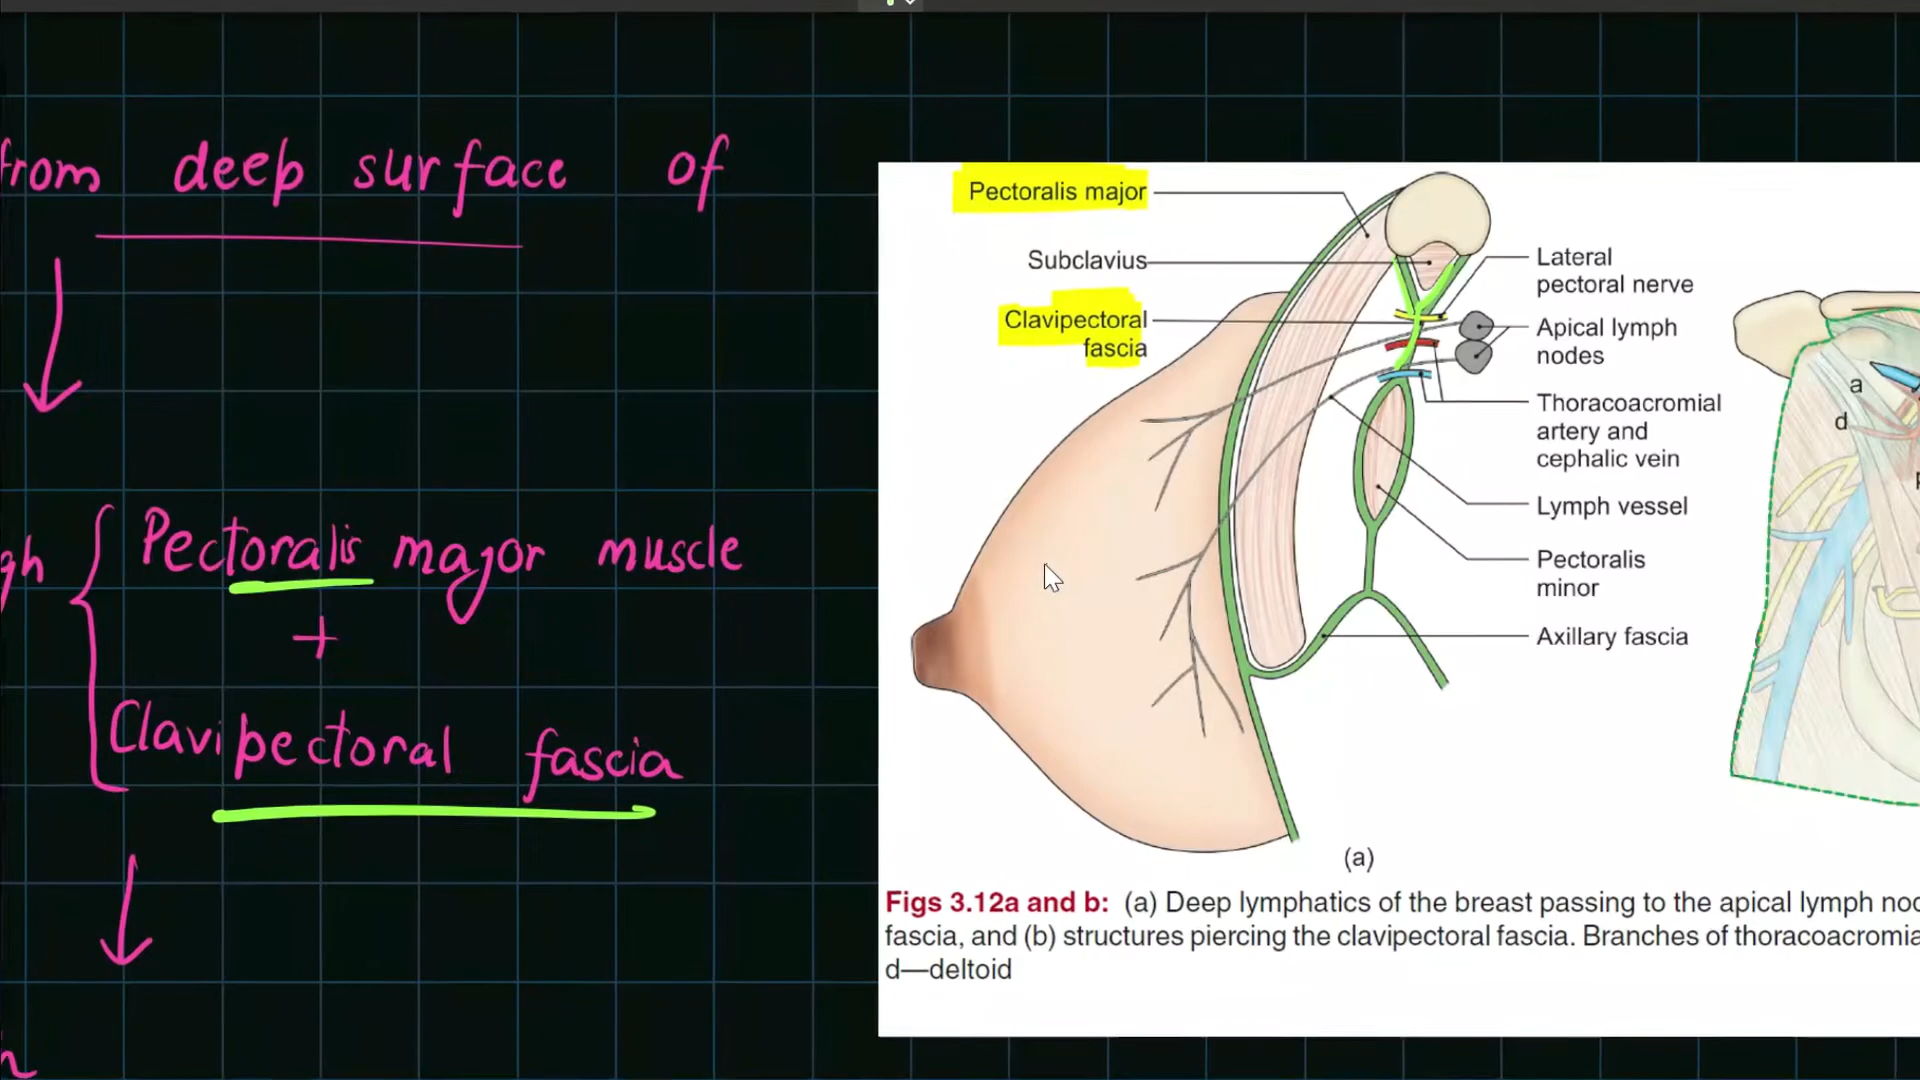 from deep surface of
Pectoralis major muscle
+
Clavipectoral fascia
Pectoralis major
Subclavius
Clavipectoral
fascia
Lateral
pectoral nerve
Apical lymph
nodes
Thoracoacromial
artery and
cephalic vein
Lymph vessel
Pectoralis
minor
Axillary fascia
a
d
(a)
Figs 3.12a and b: (a) Deep lymphatics of the breast passing to the apical lymph
fascia, and (b) structures piercing the clavipectoral fascia. Branches of
d—deltoid